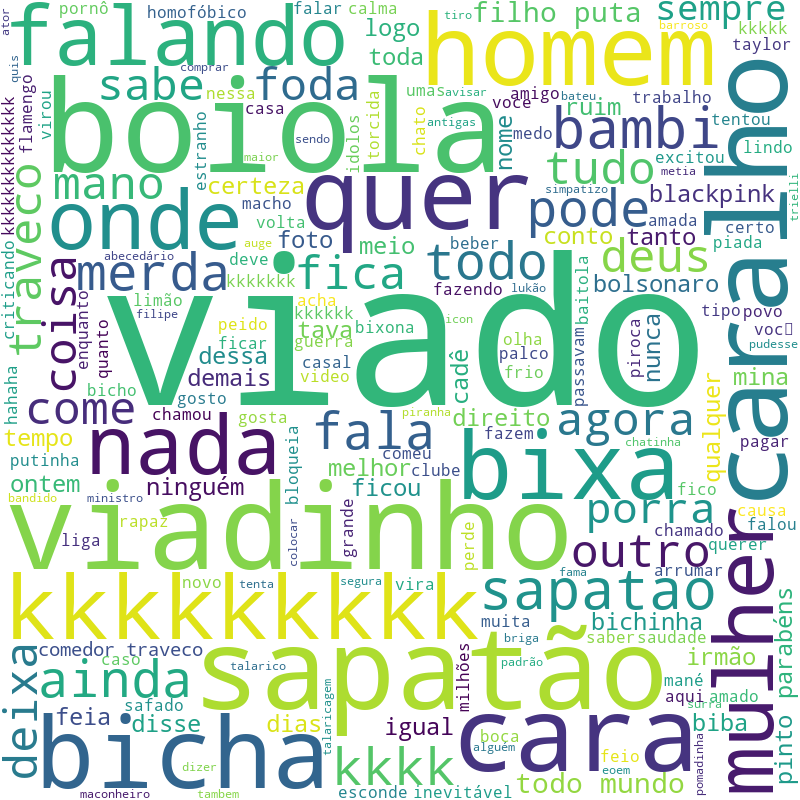 ator
pornô
homofóbico
falar
calma
tiro
filho puta
sempre
barroso
kkkkk
taylor
falando
logo
toda
homem
quis
comprar
sabe
foda
nessa
uma
avisar
amigo
bateu
trabalho
tentou
kkkkkkkkkkkkkk
flamengo
virou
boiola
casa
idolos
torcida
chato
antigas
voce
medo
nome
ruim
bambi
excitou
lindo
caralho
trielli
estranho
sendo
maior
mano
certeza
macho
quer
simpatizo
metia
tudo
blackpink
amada
certo
piada
onde
volta
foto
meio
pode
conto
tanto
deus
abecedário
auge
deve
beber
todo
traveco
criticando
coisa
merda
kkkkkkk
fica
fazendo
lukão
baitola
bolsonaro
tipo
povo
limão
acha
filipe
peido
kkkkkk
guerra
tava
bixona
icon
olha
palco
frio
passavam
piroca
nunca
pudesse
hahaha
enquanto
quanto
viado
ficar
dessa
casal
video
cadê
mina
bicho
demais
gosto
gosta
come
chamou
piranha
direito
agora
qualquer
tempo
nada
fala
fazem
chatinha
pagar
putinha
comeu
clube
bixa
ontem
ninguém
bloqueia
melhor
ficou
fico
causa
bandido
ministro
rapaz
colocar
grande
perde
porra
chamado
falou
mulher
liga
viadinho
outro
querer
arrumar
novo
tenta
segura
vira
fama
sapatao
kkkkkkkkk
muita
briga
bichinha
saber
saudade
comedor traveco
caso
talarico
sapatão
padrão
irmão
pinto parabéns
deixa
ainda
safado
talaricagem
milhões
mané
aqui
amado
feia
disse
dias
igual
cara
surra
biba
bicha
boca
alguém
feio
eoem
pomadinha
dizer
kkkk
todo mundo
maconheiro
tambem
esconde
inevitável